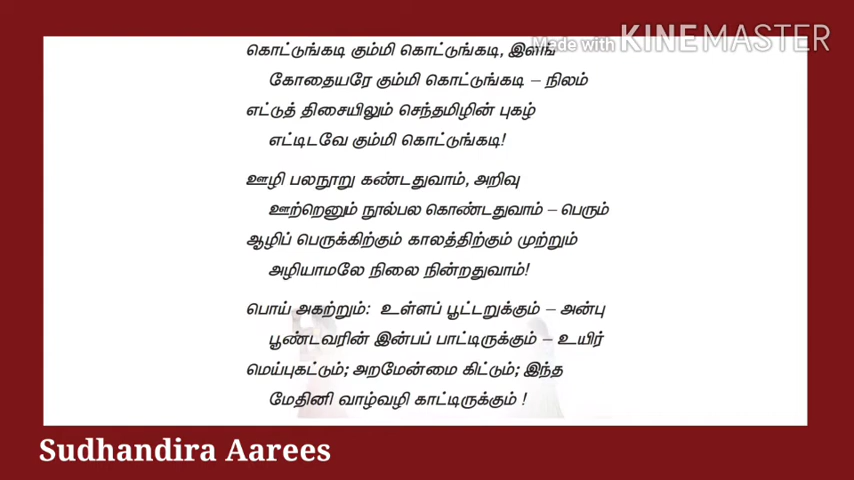 Made with KINEMASTER
கொட்டுங்கடி கும்மி கொட்டுங்கடி, இளங்
கோதையரே கும்மி கொட்டுங்கடி – நிலம்
எட்டுத் திசையிலும் செந்தமிழின் புகழ்
எட்டிடவே கும்மி கொட்டுங்கடி!
ஊழி பலநூறு கண்டதுவாம், அறிவு
ஊற்றெனும் நூல்பல கொண்டதுவாம் – பெரும்
ஆழிப் பெருக்கிற்கும் காலத்திற்கும் முற்றும்
அழியாமலே நிலை நின்றதுவாம்!
பொய் அகற்றும்: உள்ளப் பூட்டறுக்கும் – அன்பு
பூண்டவரின் இன்பப் பாட்டிருக்கும் – உயிர்
மெய்புகட்டும்; அறமேன்மை கிட்டும்; இந்த
மேதினி வாழ்வழி காட்டிருக்கும் !
Sudhandira Aarees